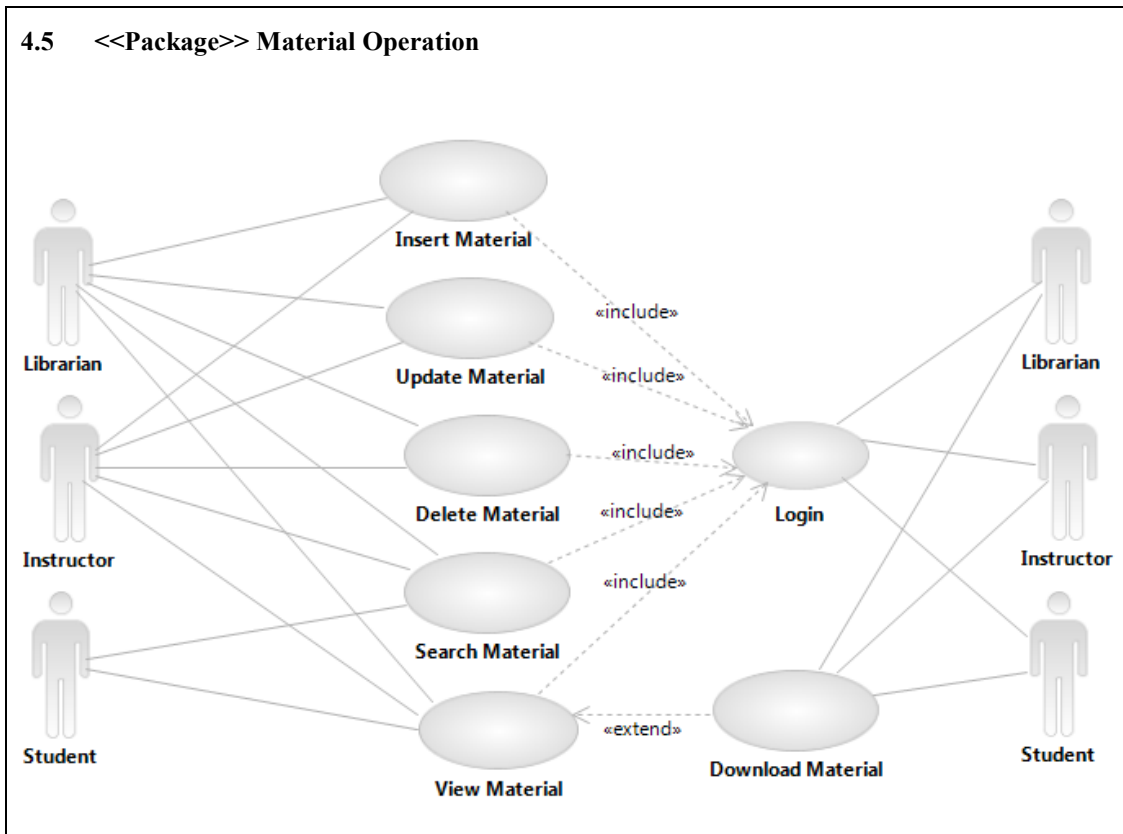 4.5 <<Package>> Material Operation
Insert Material
Librarian
Librarian
«include»
Update Material
«include»
Instructor
Instructor
Delete Material
«include»
Login
«include»
Search Material
«include»
Student
Student
View Material
«extend»
Download Material